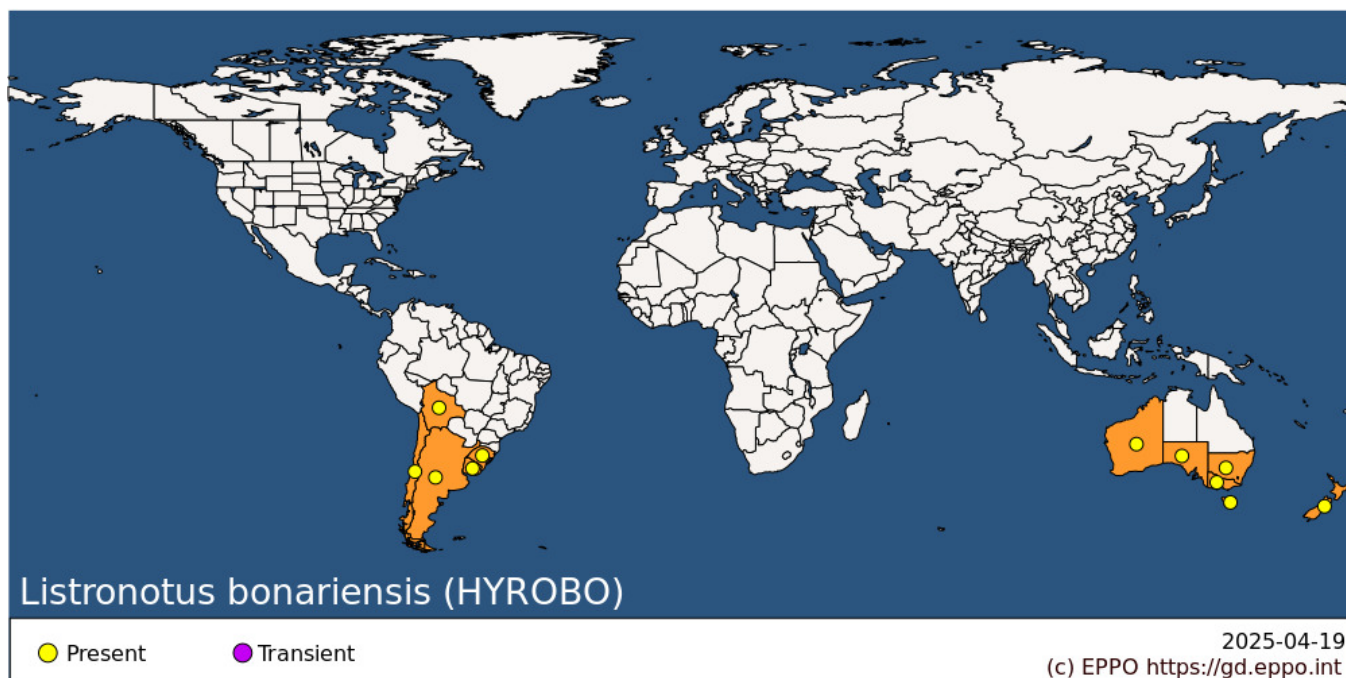 Listronotus bonariensis (HYROBO)
Present
Transient
2025-04-19
(c) EPPO https://gd.eppo.int